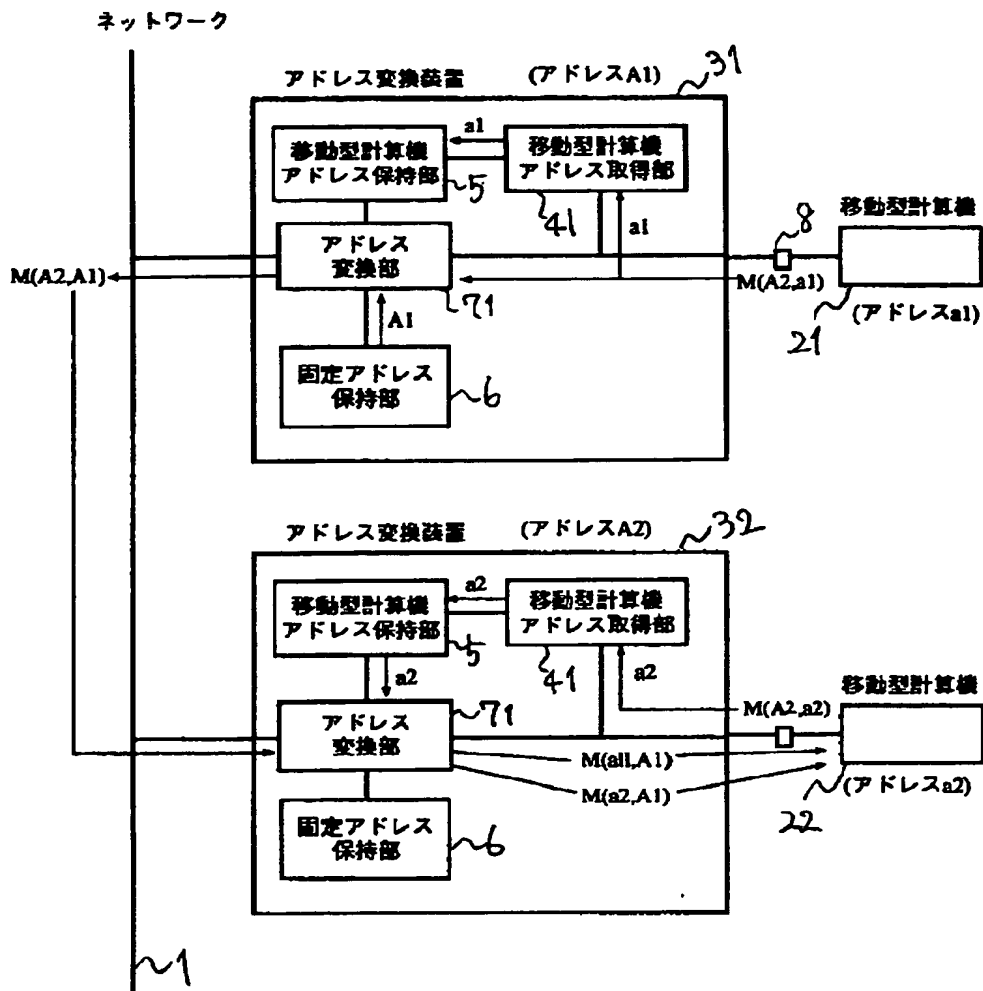 ネットワーク
アドレス変換装置 (アドレスA1) 31
移動型計算機
アドレス保持部
5
a1
移動型計算機
アドレス取得部
41
a1
アドレス
変換部
71
A1
固定アドレス
保持部
6
M(A2,A1)
M(A2,a1)
8
移動型計算機
21
(アドレスa1)
アドレス変換装置 (アドレスA2) 32
移動型計算機
アドレス保持部
5
a2
移動型計算機
アドレス取得部
41
a2
a2
71
アドレス
変換部
M(A2,a2)
M(all,A1)
M(a2,A1)
固定アドレス
保持部
6
移動型計算機
22
(アドレスa2)
1